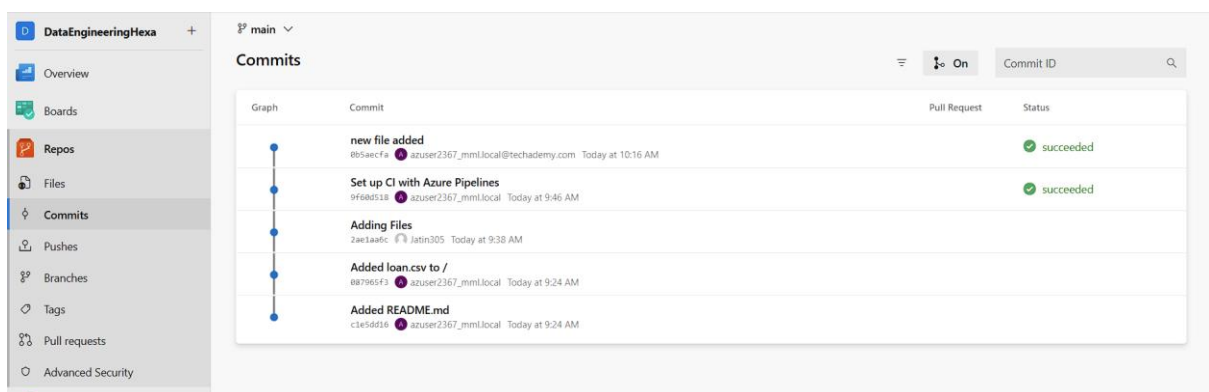 D DataEngineeringHexa +
Overview
Boards
Repos
Files
Commits
Pushes
Branches
Tags
Pull requests
Advanced Security
main
Commits
On
Commit ID
Graph Commit Pull Request Status
new file added
0b5aecfa A azuser2367_mml.local@techademy.com Today at 10:16 AM
succeeded
Set up CI with Azure Pipelines
9f60d518 A azuser2367_mml.local Today at 9:46 AM
succeeded
Adding Files
2ae1aa6c Jatin305 Today at 9:38 AM
Added loan.csv to /
087965f3 A azuser2367_mml.local Today at 9:24 AM
Added README.md
c1e5dd16 A azuser2367_mml.local Today at 9:24 AM